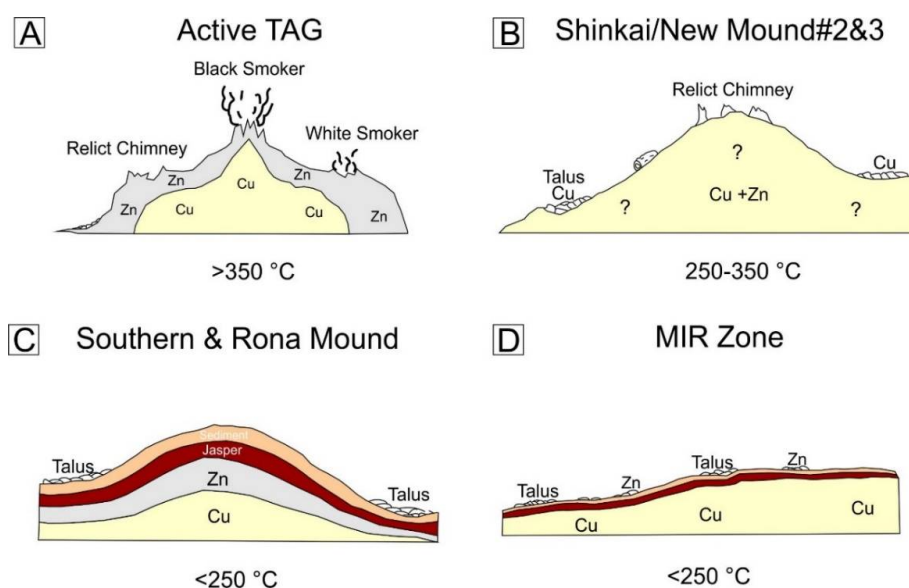 A
Active TAG
Black Smoker
White Smoker
Relict Chimney
Zn
Zn
Zn
Cu
Cu
Cu
Zn
>350 °C
B
Shinkai/New Mound#2&3
Relict Chimney
?
Cu
Talus
Cu
Cu +Zn
?
?
250-350 °C
C
Southern & Rona Mound
Sediment
Jasper
Talus
Zn
Talus
Cu
<250 °C
D
MIR Zone
Talus
Zn
Talus
Zn
Cu
Cu
Cu
<250 °C